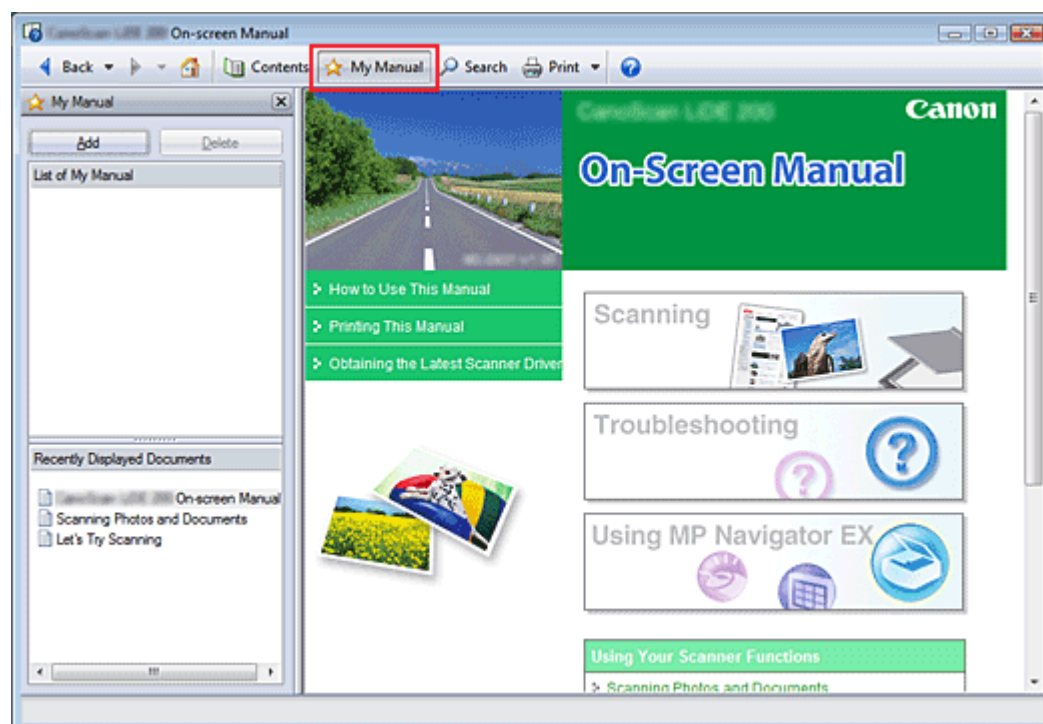 On-screen Manual
Back
Contents
My Manual
Search
Print
My Manual
Add
Delete
List of My Manual
Recently Displayed Documents
On-screen Manual
Scanning Photos and Documents
Let's Try Scanning
Canon
On-Screen Manual
How to Use This Manual
Printing This Manual
Obtaining the Latest Scanner Driver
Scanning
Troubleshooting
Using MP Navigator EX
Using Your Scanner Functions
Scanning Photos and Documents